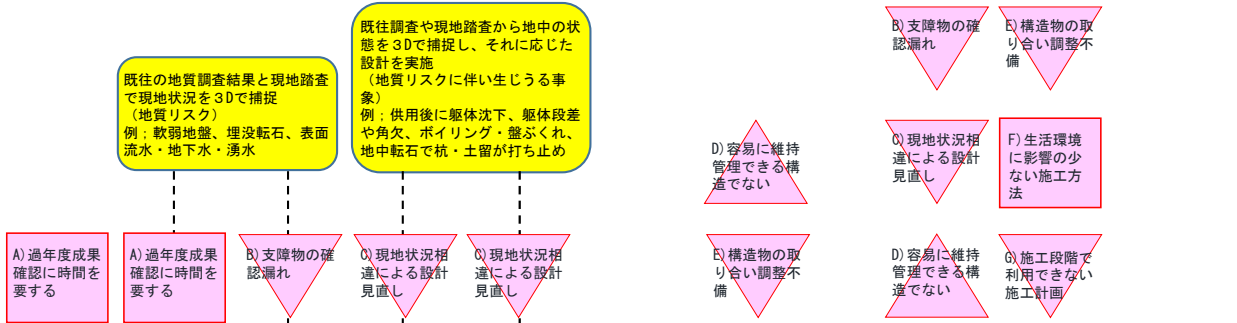 既往の地質調査結果と現地踏査
で現地状況を３Dで捕捉
（地質リスク）
例；軟弱地盤、埋没転石、表面
流水・地下水・湧水
既往調査や現地踏査から地中の状
態を３Dで捕捉し、それに応じた
設計を実施
（地質リスクに伴い生じうる事
象）
例；供用後に躯体沈下、躯体段差
や角欠、ボイリング・盤ぶくれ、
地中転石で杭・土留が打ち止め
B)支障物の確
認漏れ
E)構造物の取
り合い調整不
備
D)容易に維持
管理できる構
造でない
C)現地状況相
違による設計
見直し
F)生活環境
に影響の少
ない施工方
法
A)過年度成果
確認に時間を
要する
A)過年度成果
確認に時間を
要する
B)支障物の確
認漏れ
C)現地状況相
違による設計
見直し
C)現地状況相
違による設計
見直し
E)構造物の取
り合い調整不
備
D)容易に維持
管理できる構
造でない
G)施工段階で
利用できない
施工計画